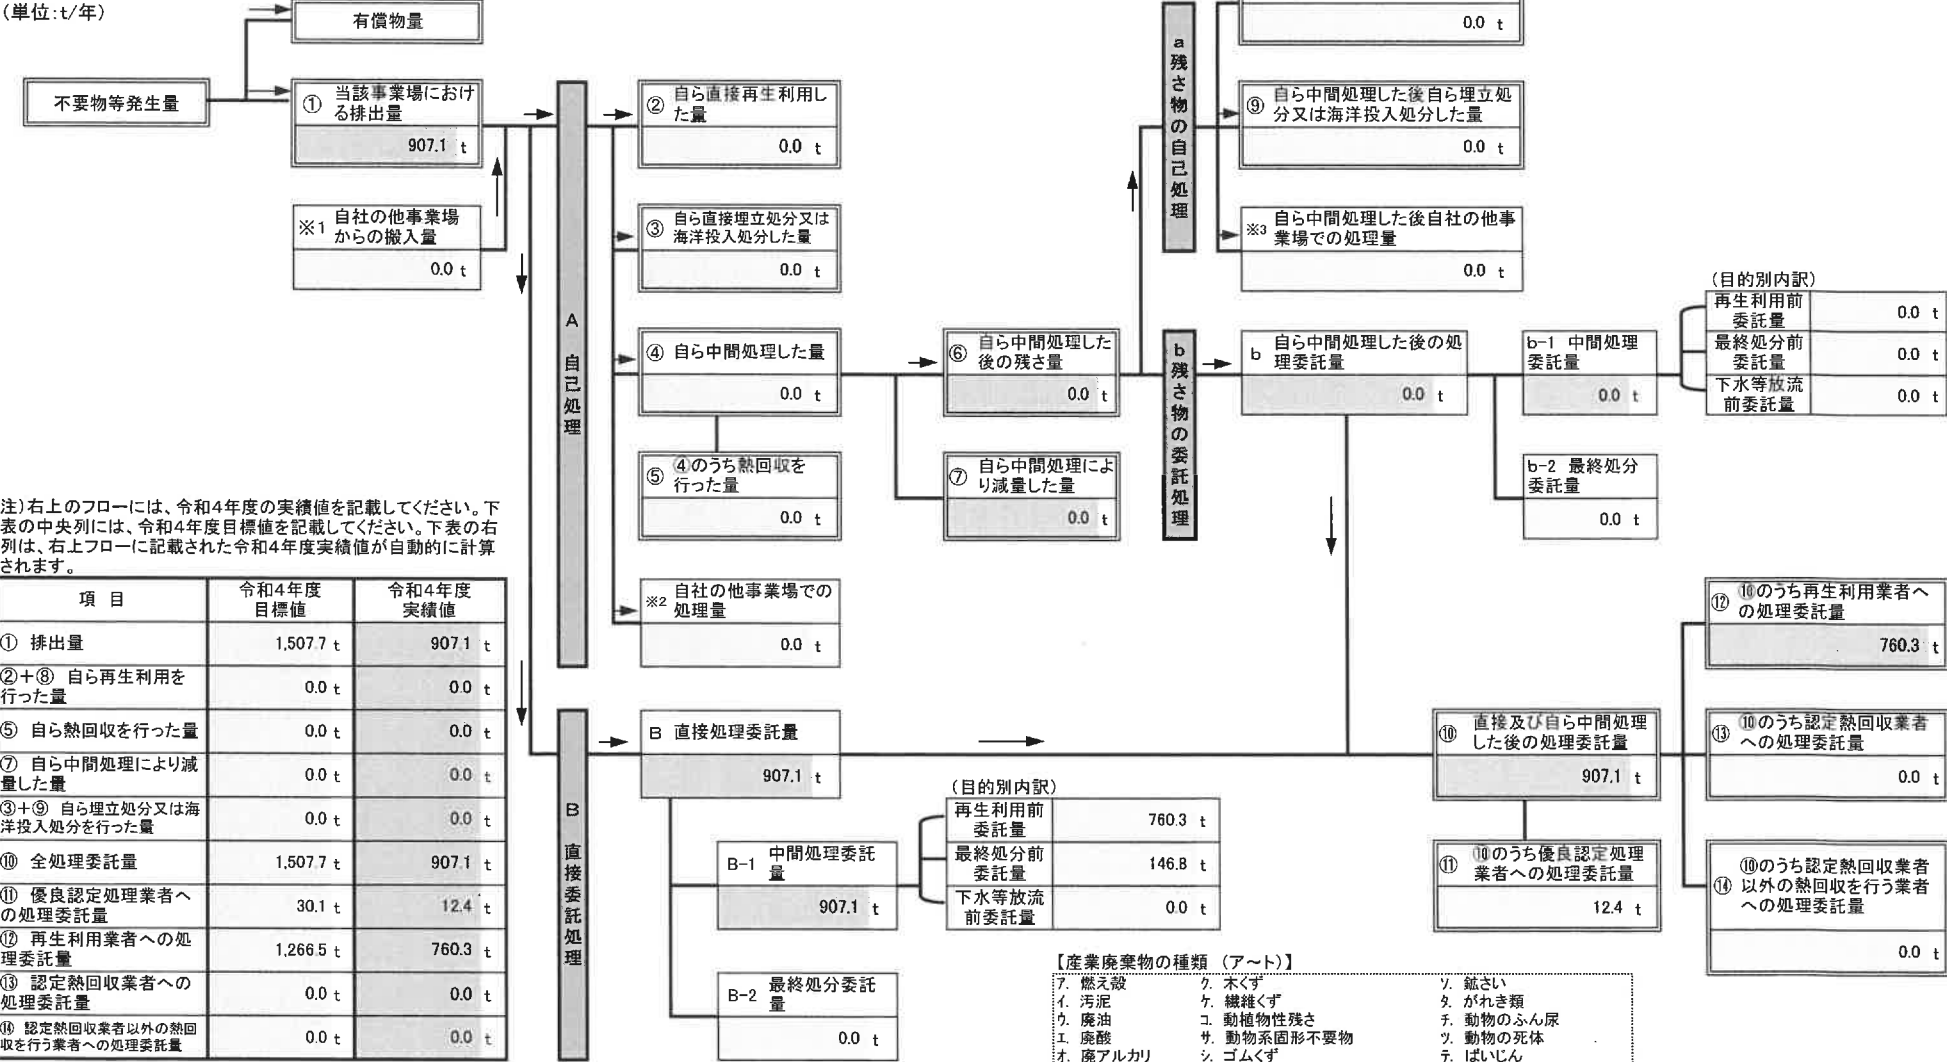 (単位:t/年)
有償物量
不要物等発生量
① 当該事業場におけ
る排出量
907.1 t
※1 自社の他事業場
からの搬入量
0.0 t
A 自己処理
② 自ら直接再生利用し
た量
0.0 t
③ 自ら直接埋立処分又は
海洋投入処分した量
0.0 t
④ 自ら中間処理した量
0.0 t
⑤ ④のうち熱回収を
行った量
0.0 t
※2 自社の他事業場での
処理量
0.0 t
⑥ 自ら中間処理した
後の残さ量
0.0 t
⑦ 自ら中間処理によ
り減量した量
0.0 t
a 残さ物の自己処理
0.0 t
⑨ 自ら中間処理した後自ら埋立処
分又は海洋投入処分した量
0.0 t
※3 自ら中間処理した後自社の他事
業場での処理量
0.0 t
b 残さ物の委託処理
b 自ら中間処理した後の処
理委託量
0.0 t
b-1 中間処理
委託量
0.0 t
b-2 最終処分
委託量
0.0 t
(目的別内訳)
再生利用前
委託量 0.0 t
最終処分前
委託量 0.0 t
下水等放流
前委託量 0.0 t
注)右上のフローには、令和4年度の実績値を記載してください。下
表の中央列には、令和4年度目標値を記載してください。下表の右
列は、右上フローに記載された令和4年度実績値が自動的に計算
されます。
項 目 令和4年度
目標値 令和4年度
実績値
① 排出量 1,507.7 t 907.1 t
②+⑧ 自ら再生利用を
行った量 0.0 t 0.0 t
⑤ 自ら熱回収を行った量 0.0 t 0.0 t
⑦ 自ら中間処理により減
量した量 0.0 t 0.0 t
③+⑨ 自ら埋立処分又は海
洋投入処分を行った量 0.0 t 0.0 t
⑩ 全処理委託量 1,507.7 t 907.1 t
⑪ 優良認定処理業者へ
の処理委託量 30.1 t 12.4 t
⑫ 再生利用業者への処
理委託量 1,266.5 t 760.3 t
⑬ 認定熱回収業者への
処理委託量 0.0 t 0.0 t
⑭ 認定熱回収業者以外の熱回
収を行う業者への処理委託量 0.0 t 0.0 t
B 直接委託処理
B 直接処理委託量
907.1 t
B-1 中間処理委託
量
907.1 t
B-2 最終処分委託
量
0.0 t
(目的別内訳)
再生利用前
委託量 760.3 t
最終処分前
委託量 146.8 t
下水等放流
前委託量 0.0 t
⑩ 直接及び自ら中間処理
した後の処理委託量
907.1 t
⑪ ⑩のうち優良認定処理
業者への処理委託量
12.4 t
⑫ ⑩のうち再生利用業者へ
の処理委託量
760.3 t
⑬ ⑩のうち認定熱回収業者
への処理委託量
0.0 t
⑭ ⑩のうち認定熱回収業者
以外の熱回収を行う業者
への処理委託量
0.0 t
【産業廃棄物の種類 (ア~ト)】
ア. 燃え殻 ク. 木くず ソ. 鉱さい
イ. 汚泥 ケ. 繊維くず タ. がれき類
ウ. 廃油 コ. 動植物性残さ チ. 動物のふん尿
エ. 廃酸 サ. 動物系固形不要物 ツ. 動物の死体
オ. 廃アルカリ シ. ゴムくず テ. ばいじん